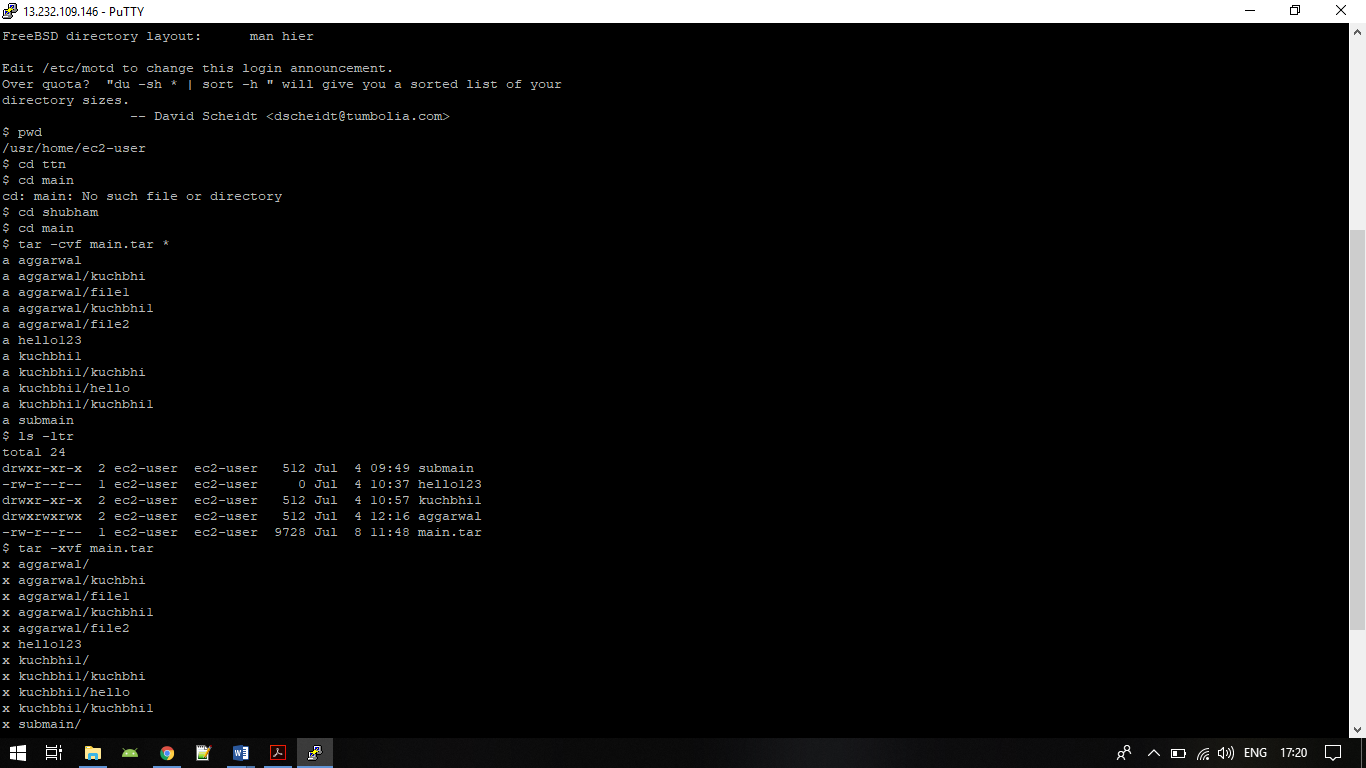 13.232.109.146 - PuTTY
FreeBSD directory layout:      man hier
Edit /etc/motd to change this login announcement.
Over quota?  "du -sh * | sort -h " will give you a sorted list of your
directory sizes.
                -- David Scheidt <dscheidt@tumbolia.com>
$ pwd
/usr/home/ec2-user
$ cd ttn
$ cd main
cd: main: No such file or directory
$ cd shubham
$ cd main
$ tar -cvf main.tar *
a aggarwal
a aggarwal/kuchbhi
a aggarwal/file1
a aggarwal/kuchbhi1
a aggarwal/file2
a hello123
a kuchbhi1
a kuchbhi1/kuchbhi
a kuchbhi1/hello
a kuchbhi1/kuchbhi1
a submain
$ ls -ltr
total 24
drwxr-xr-x  2 ec2-user  ec2-user   512 Jul  4 09:49 submain
-rw-r--r--  1 ec2-user  ec2-user     0 Jul  4 10:37 hello123
drwxr-xr-x  2 ec2-user  ec2-user   512 Jul  4 10:57 kuchbhi1
drwxrwxrwx  2 ec2-user  ec2-user   512 Jul  4 12:16 aggarwal
-rw-r--r--  1 ec2-user  ec2-user  9728 Jul  8 11:48 main.tar
$ tar -xvf main.tar
x aggarwal/
x aggarwal/kuchbhi
x aggarwal/file1
x aggarwal/kuchbhi1
x aggarwal/file2
x hello123
x kuchbhi1/
x kuchbhi1/kuchbhi
x kuchbhi1/hello
x kuchbhi1/kuchbhi1
x submain/
ENG 17:20